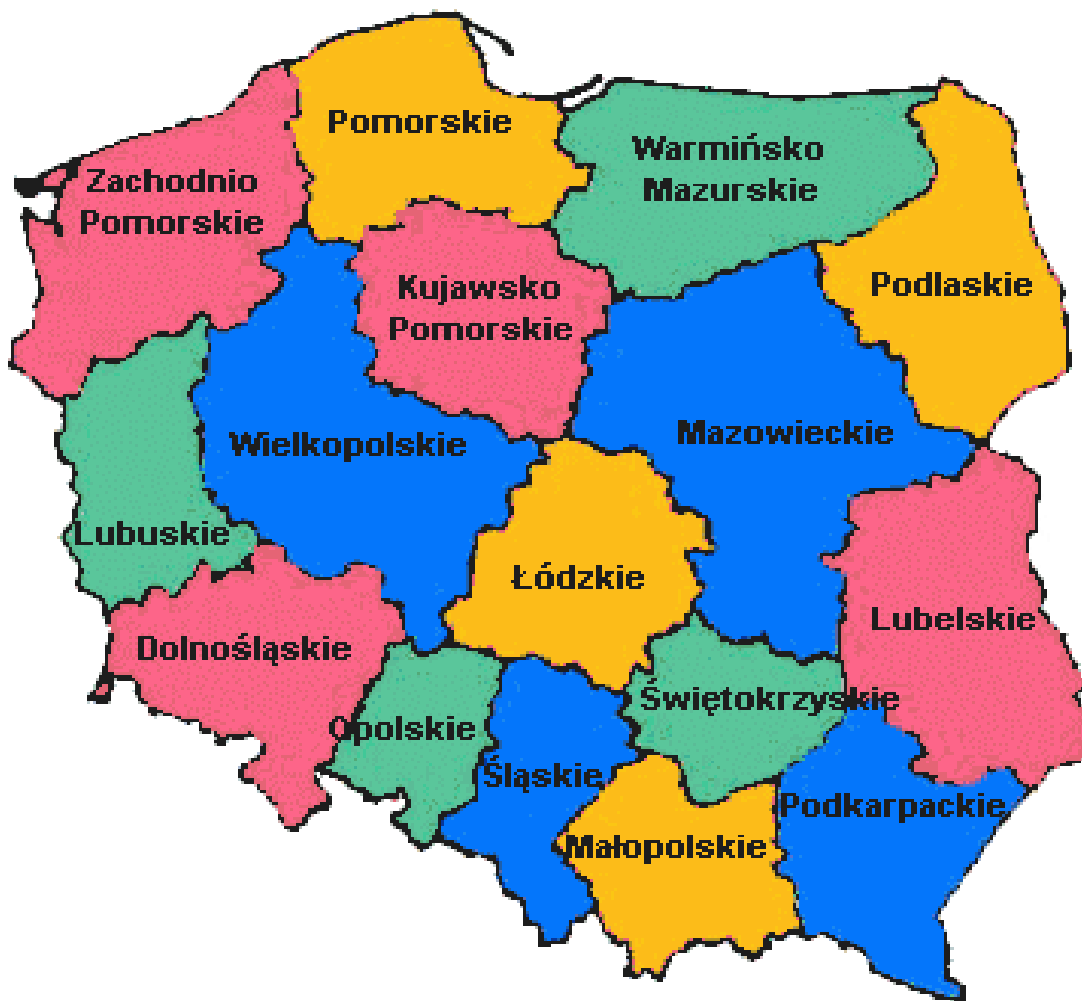 Pomorskie
Warmińsko
Mazurskie
Zachodnio
Pomorskie
Kujawsko
Pomorskie
Podlaskie
Wielkopolskie
Mazowieckie
Lubuskie
Łódzkie
Lubelskie
Dolnośląskie
Świętokrzyskie
Opolskie
Śląskie
Podkarpackie
Małopolskie